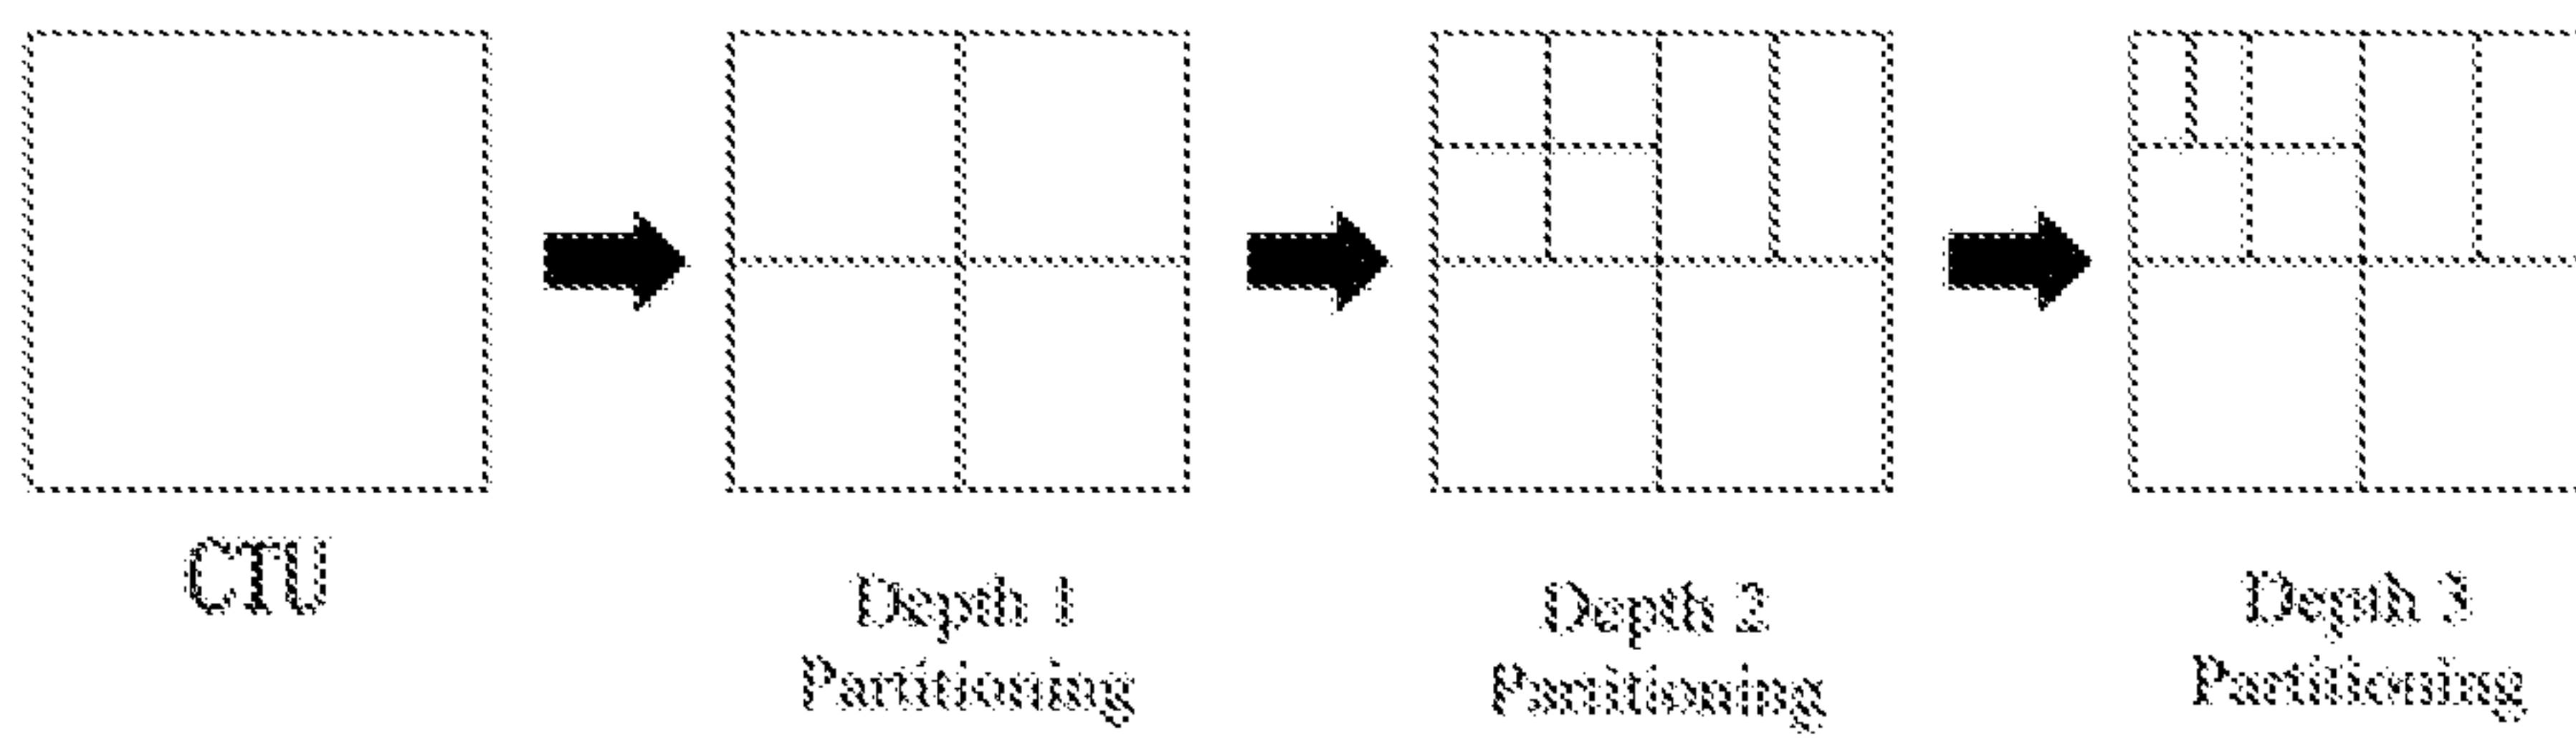 CTU
Depth 1
Partitioning
Depth 2
Partitioning
Depth 3
Partitioning